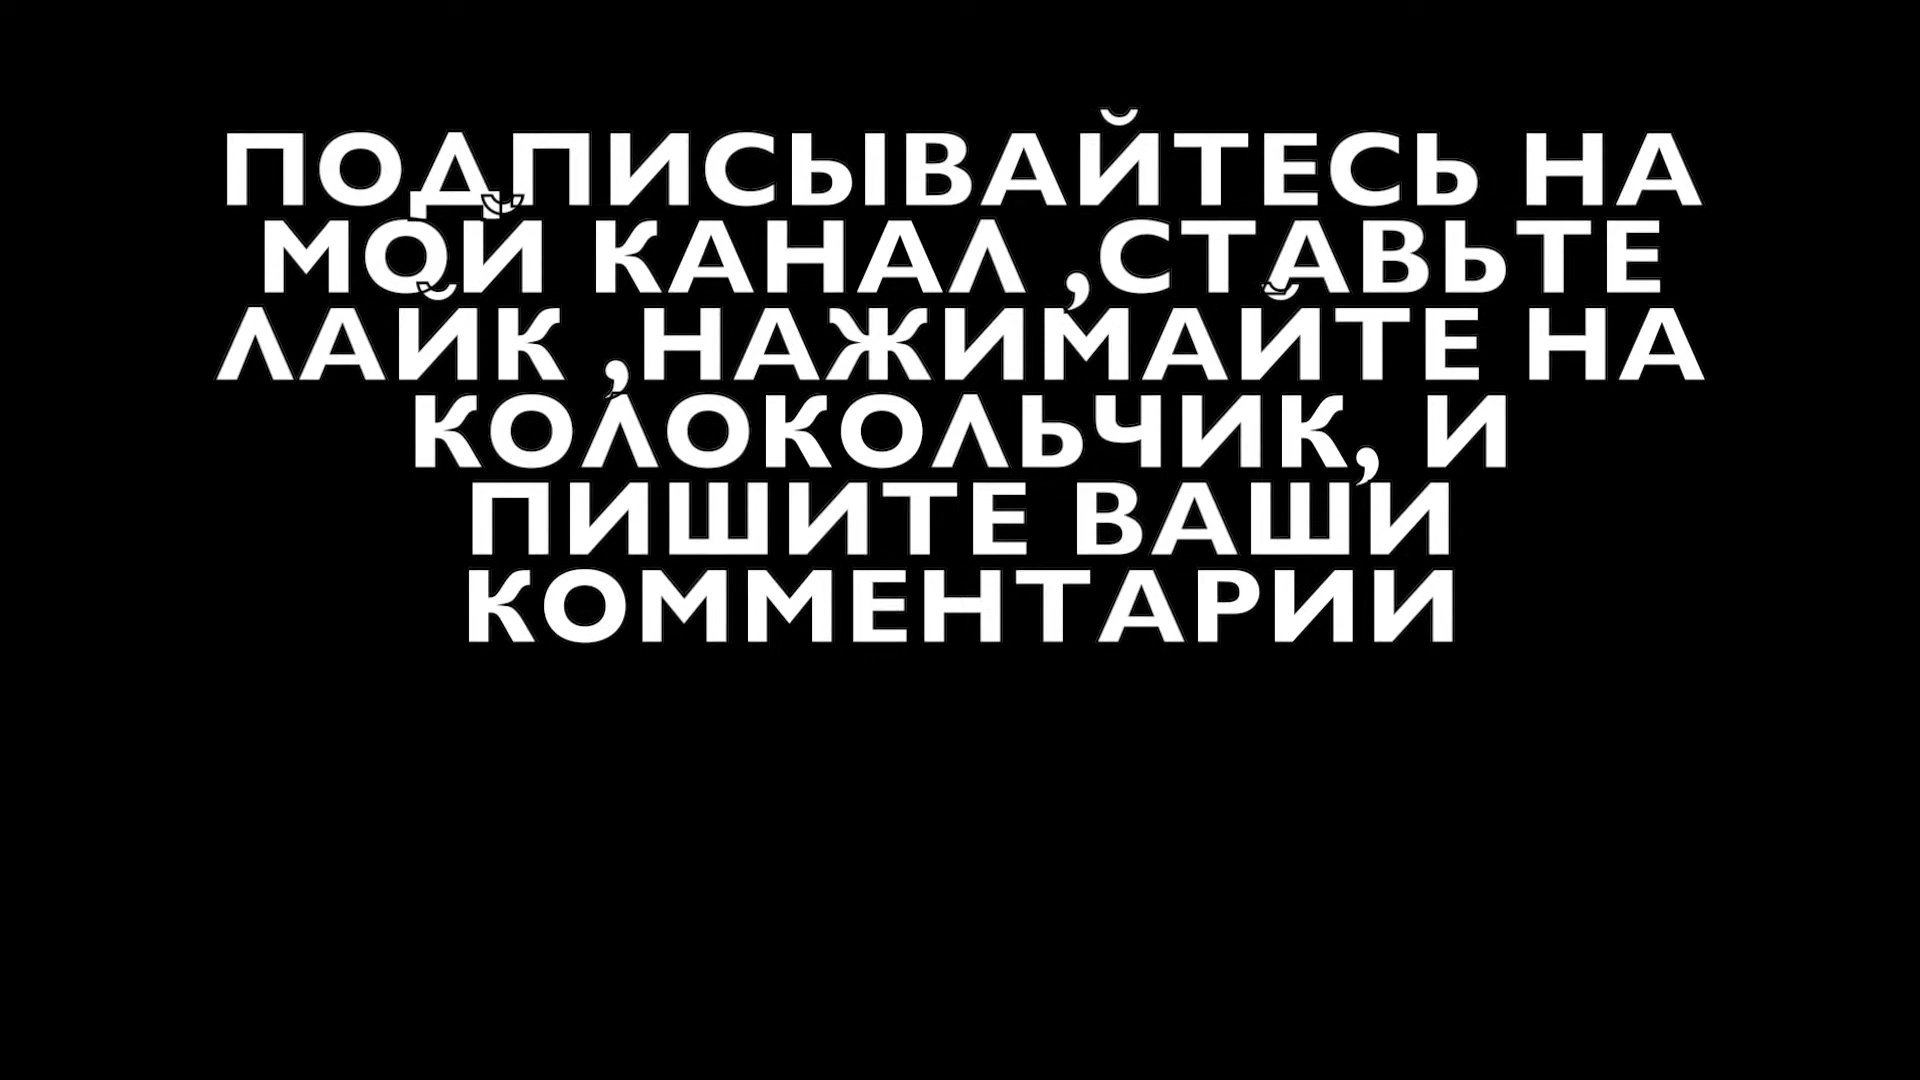 ПОДПИСЫВАЙТЕСЬ НА
МОЙ КАНАЛ ,СТАВЬТЕ
ЛАЙК ,НАЖИМАЙТЕ НА
КОЛОКОЛЬЧИК, И
ПИШИТЕ ВАШИ
КОММЕНТАРИИ